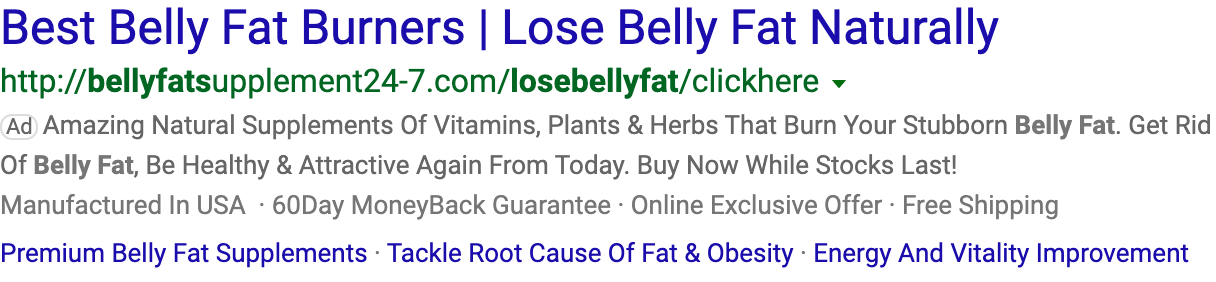 Best Belly Fat Burners | Lose Belly Fat Naturally
http://bellyfatsupplement24-7.com/losebellyfat/clickhere
Ad Amazing Natural Supplements Of Vitamins, Plants & Herbs That Burn Your Stubborn Belly Fat. Get Rid
Of Belly Fat, Be Healthy & Attractive Again From Today. Buy Now While Stocks Last!
Manufactured In USA · 60Day MoneyBack Guarantee · Online Exclusive Offer · Free Shipping
Premium Belly Fat Supplements · Tackle Root Cause Of Fat & Obesity · Energy And Vitality Improvement